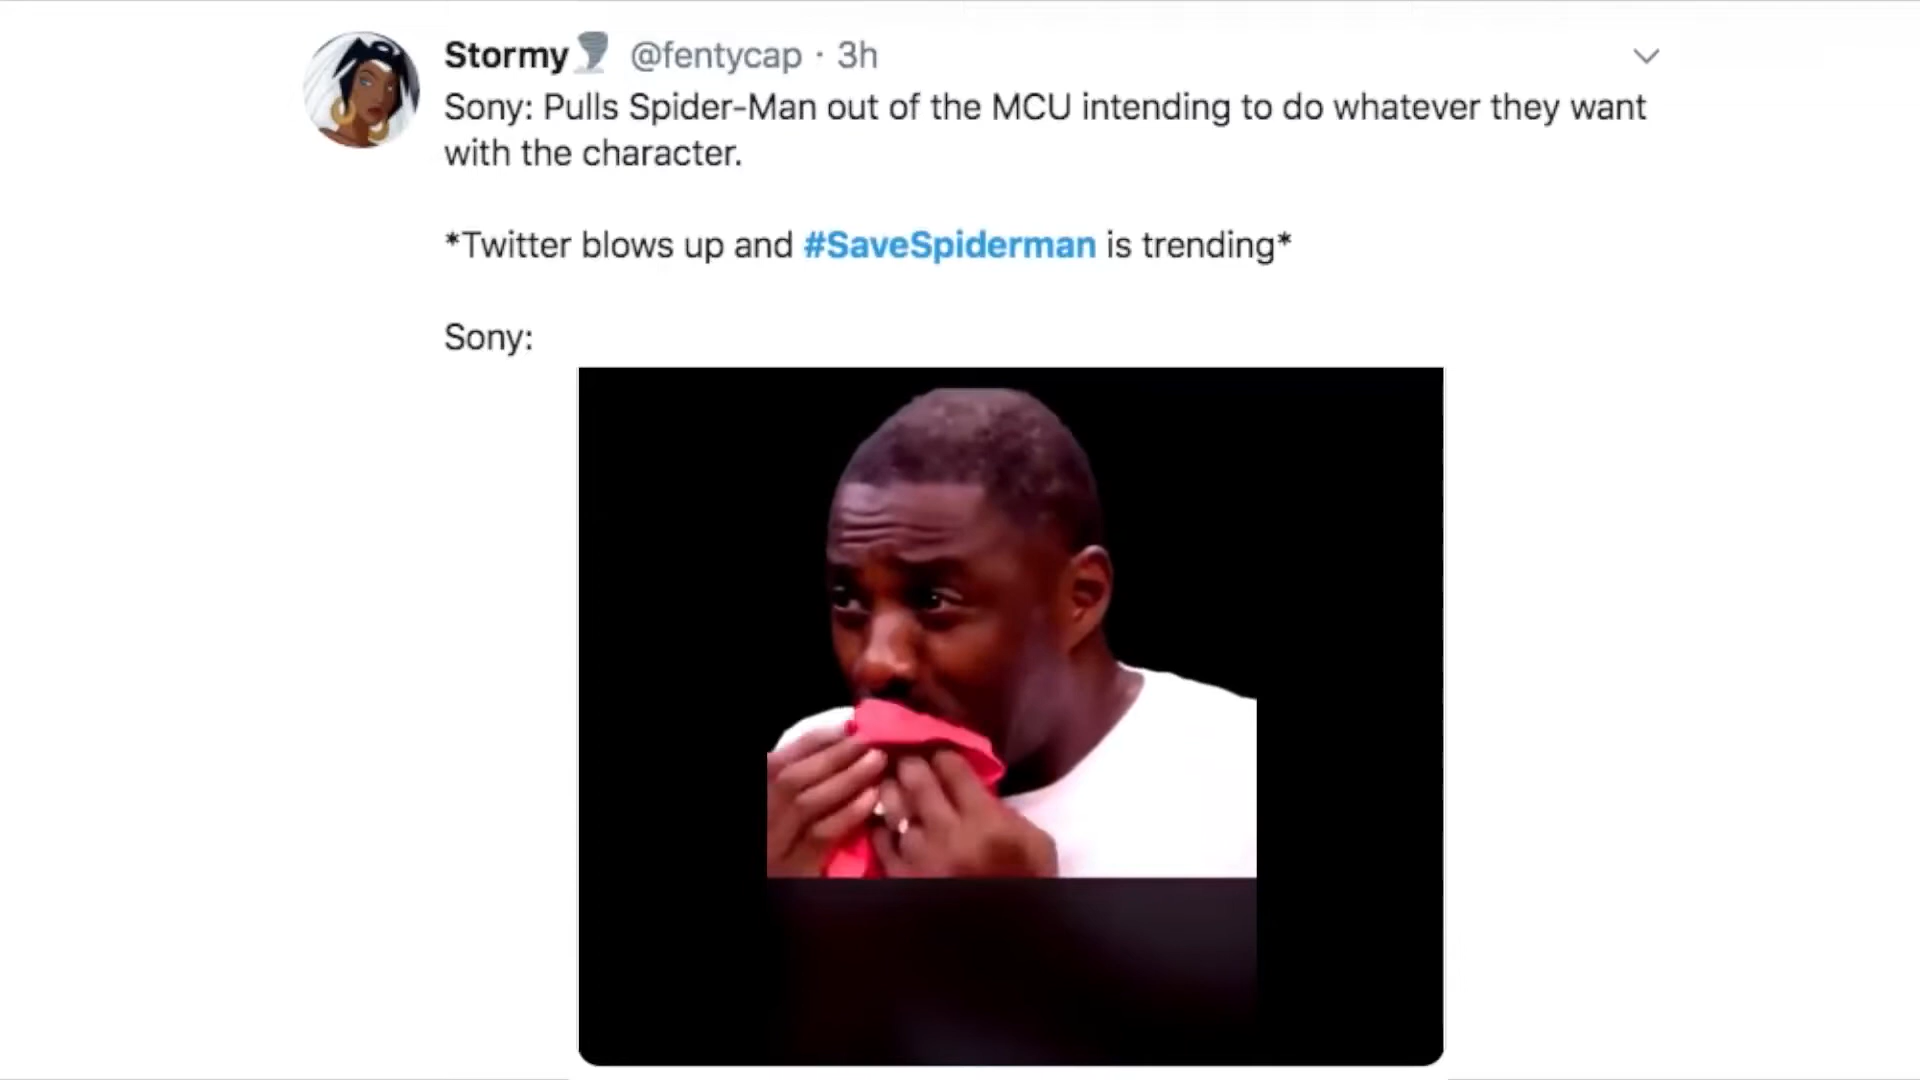 Stormy @fentycap · 3h
Sony: Pulls Spider-Man out of the MCU intending to do whatever they want
with the character.
*Twitter blows up and #SaveSpiderman is trending*
Sony: